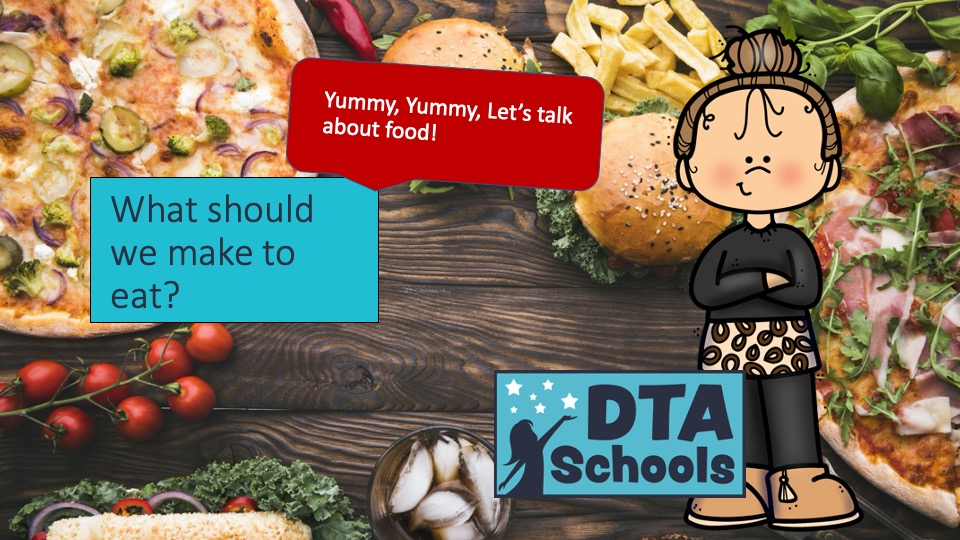 Yummy, Yummy, Let’s talk
about food!
What should
we make to
eat?
DTA
Schools